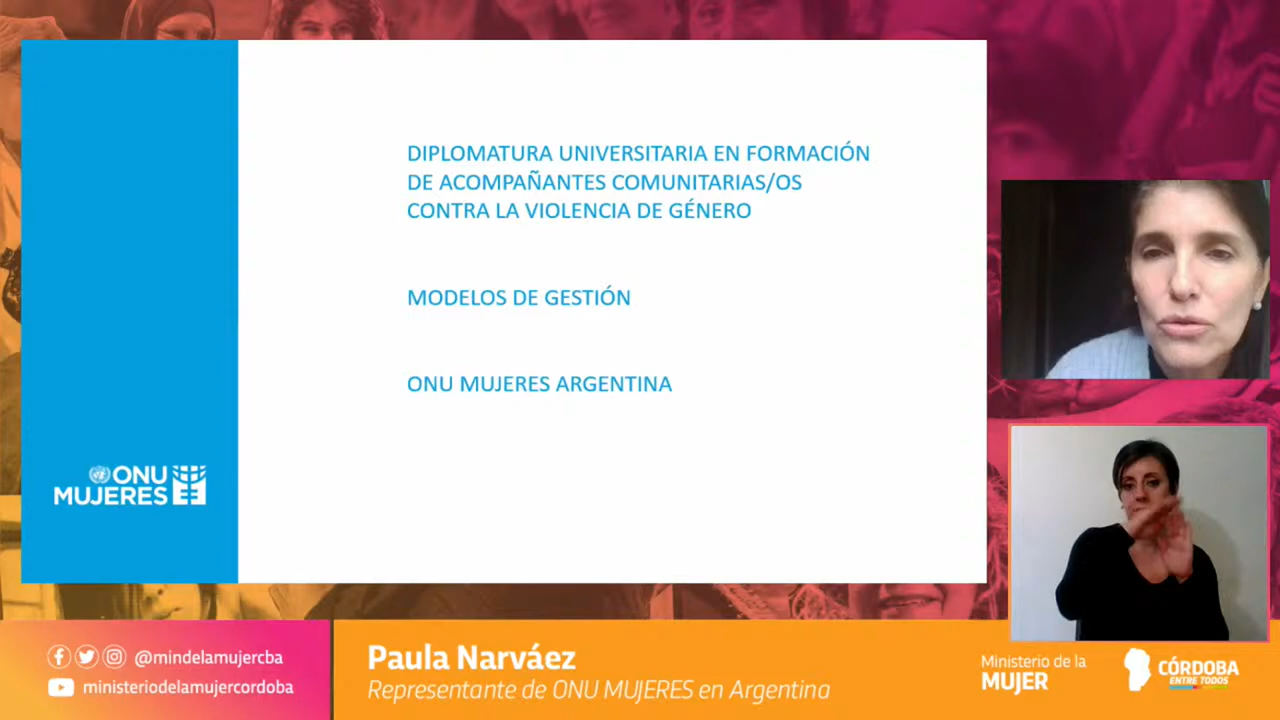 DIPLOMATURA UNIVERSITARIA EN FORMACIÓN
DE ACOMPAÑANTES COMUNITARIAS/OS
CONTRA LA VIOLENCIA DE GÉNERO
MODELOS DE GESTIÓN
ONU MUJERES ARGENTINA
ONU
MUJERES
@mindelamujercba
ministeriodelamujercordoba
Paula Narváez
Representante de ONU MUJERES en Argentina
Ministerio de la
MUJER
CÓRDOBA
ENTRE TODOS